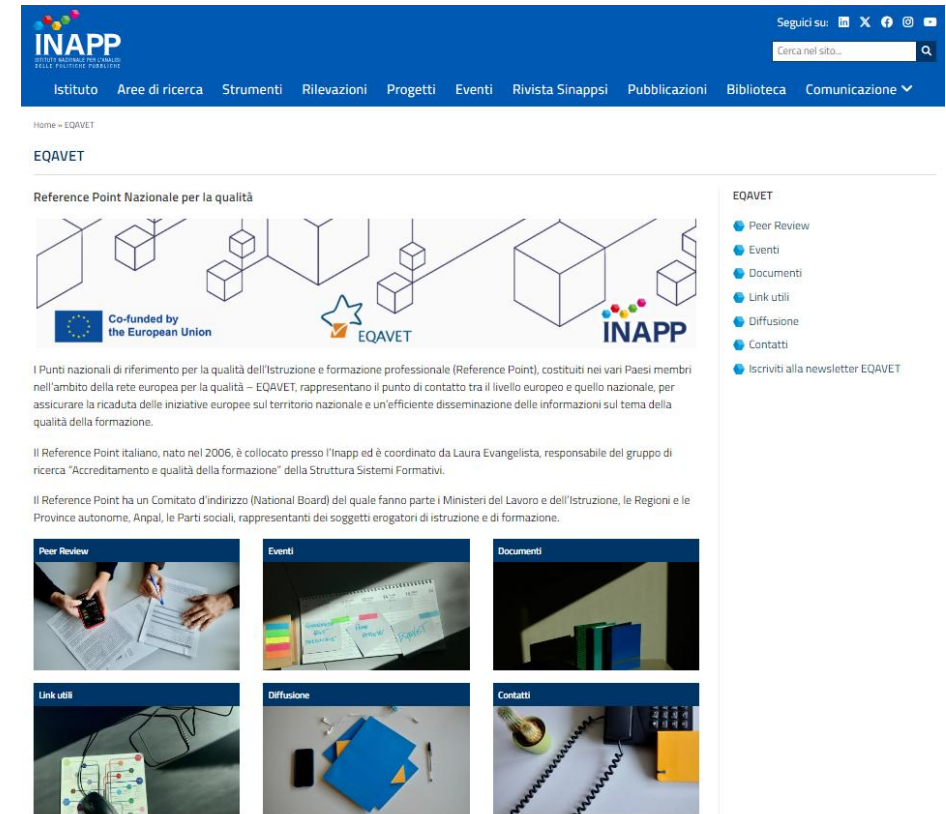 Seguici su:
INAPP
ISTITUTO NAZIONALE PER L'ANALISI
DELLE POLITICHE PUBBLICHE
Cerca nel sito...
Istituto Aree di ricerca Strumenti Rilevazioni Progetti Eventi Rivista Sinappsi Pubblicazioni Biblioteca Comunicazione
Home » EQAVET
EQAVET
Reference Point Nazionale per la qualità
Co-funded by
the European Union
EQAVET
INAPP
I Punti nazionali di riferimento per la qualità dell'Istruzione e formazione professionale (Reference Point), costituiti nei vari Paesi membri
nell'ambito della rete europea per la qualità – EQAVET, rappresentano il punto di contatto tra il livello europeo e quello nazionale, per
assicurare la ricaduta delle iniziative europee sul territorio nazionale e un'efficiente disseminazione delle informazioni sul tema della
qualità della formazione.
Il Reference Point italiano, nato nel 2006, è collocato presso l'Inapp ed è coordinato da Laura Evangelista, responsabile del gruppo di
ricerca "Accreditamento e qualità della formazione" della Struttura Sistemi Formativi.
Il Reference Point ha un Comitato d'indirizzo (National Board) del quale fanno parte i Ministeri del Lavoro e dell'Istruzione, le Regioni e le
Province autonome, Anpal, le Parti sociali, rappresentanti dei soggetti erogatori di istruzione e di formazione.
Peer Review
Eventi
Documenti
Link utili
Diffusione
Contatti
EQAVET
Peer Review
Eventi
Documenti
Link utili
Diffusione
Contatti
Iscriviti alla newsletter EQAVET